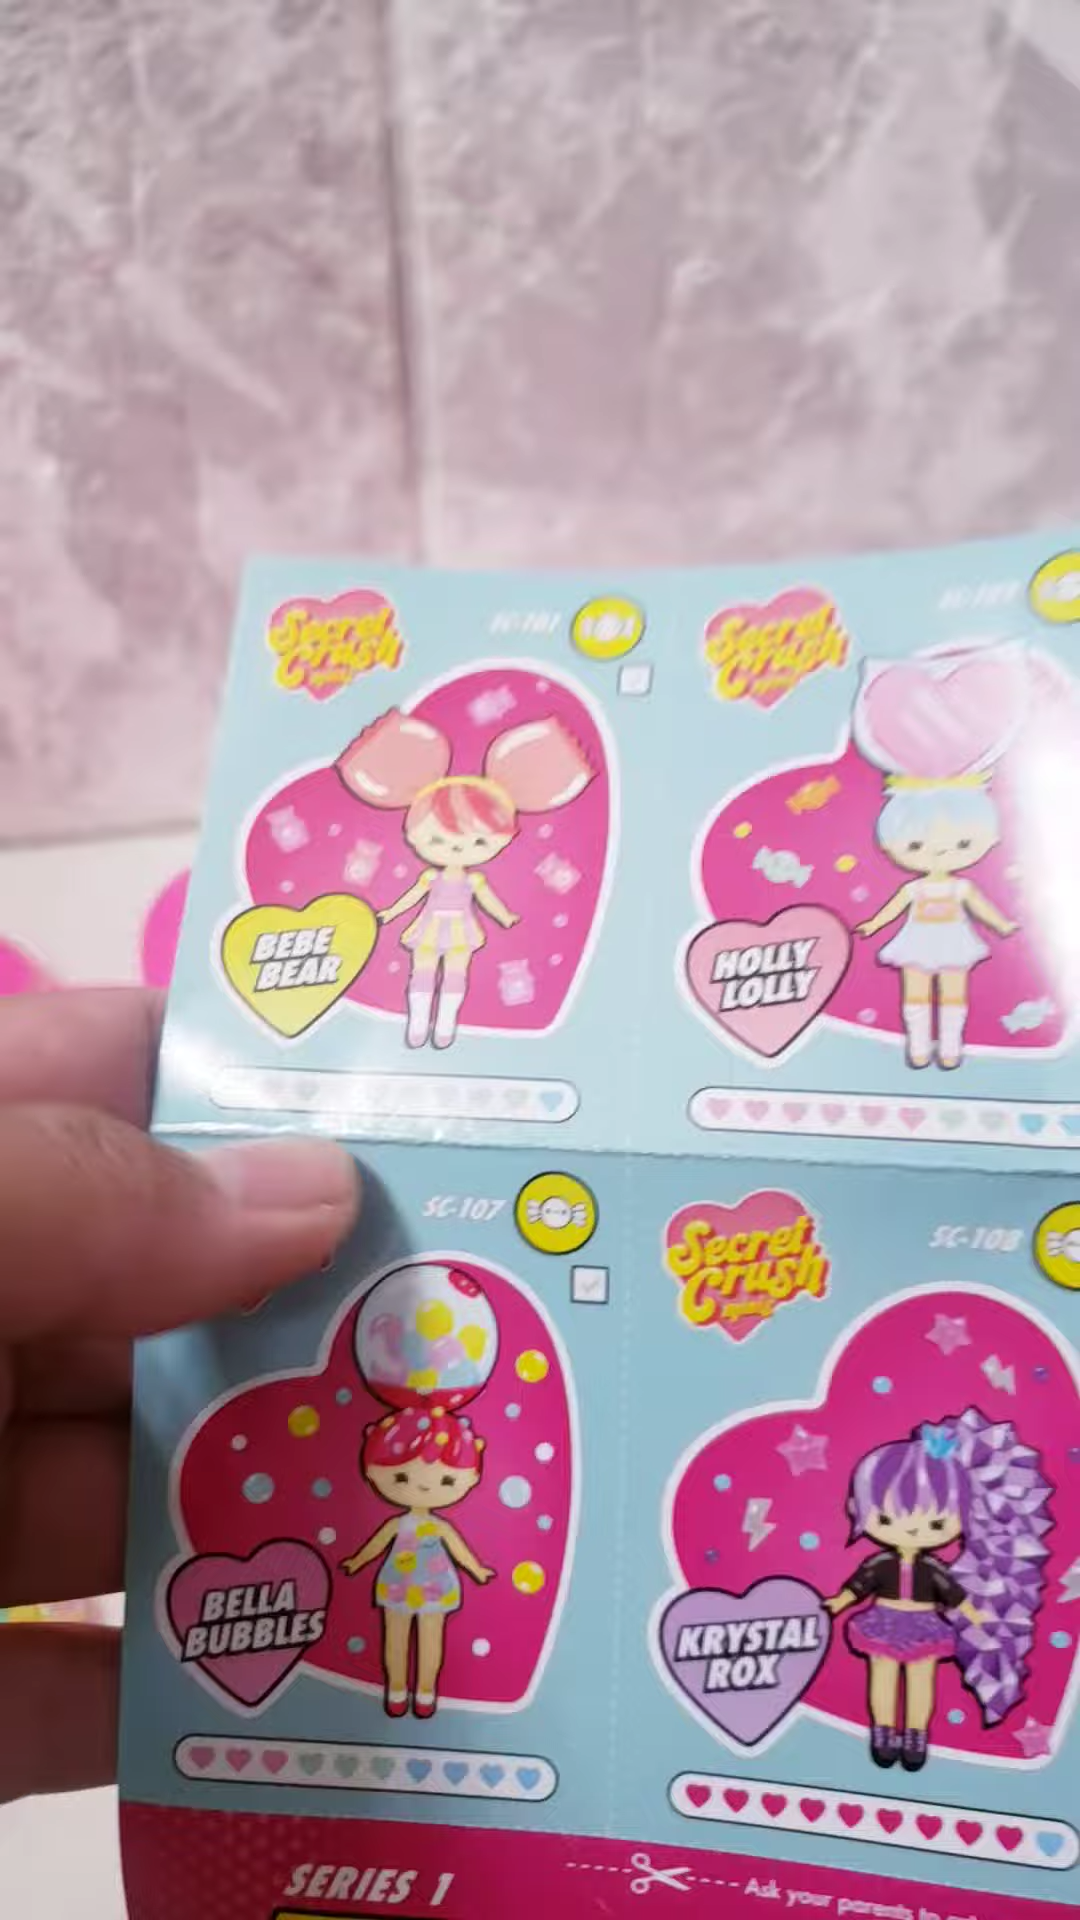 Secret
Crush
SC-101
Secret
Crush
BEBE
BEAR
HOLLY
LOLLY
SC-107
Secret
Crush
SC-108
BELLA
BUBBLES
KRYSTAL
ROX
SERIES 1
Ask your parents to